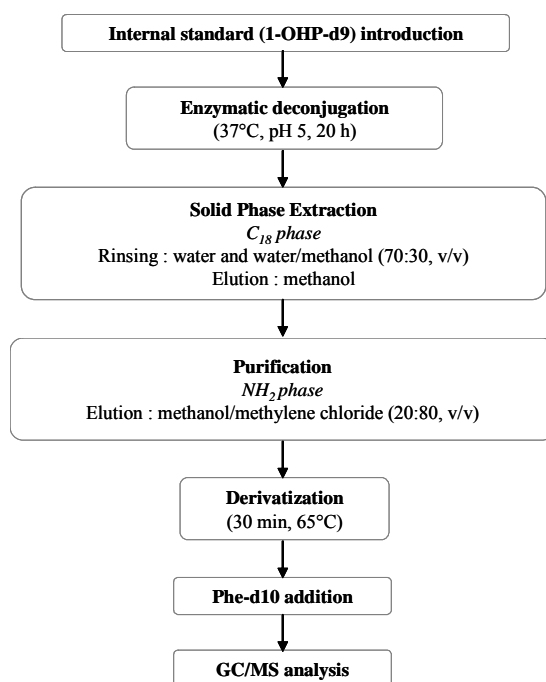 Internal standard (1-OHP-d9) introduction
Enzymatic deconjugation
(37°C, pH 5, 20 h)
Solid Phase Extraction
C18 phase
Rinsing : water and water/methanol (70:30, v/v)
Elution : methanol
Purification
NH2 phase
Elution : methanol/methylene chloride (20:80, v/v)
Derivatization
(30 min, 65°C)
Phe-d10 addition
GC/MS analysis